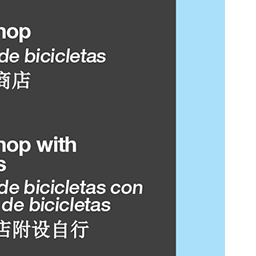 hop
de bicicletas
商店
hop with
s
de bicicletas con
de bicicletas
店附设自行